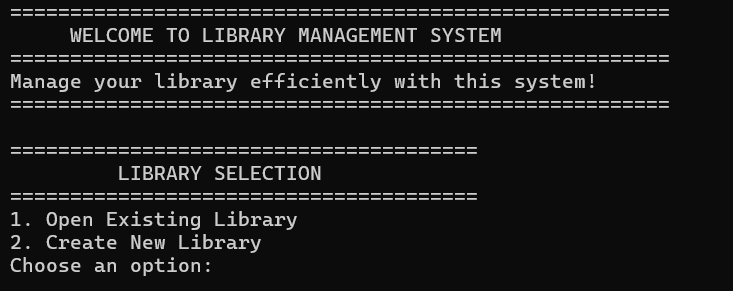 =======================================================
     WELCOME TO LIBRARY MANAGEMENT SYSTEM
=======================================================
Manage your library efficiently with this system!
=======================================================

=======================================
         LIBRARY SELECTION
=======================================
1. Open Existing Library
2. Create New Library
Choose an option: